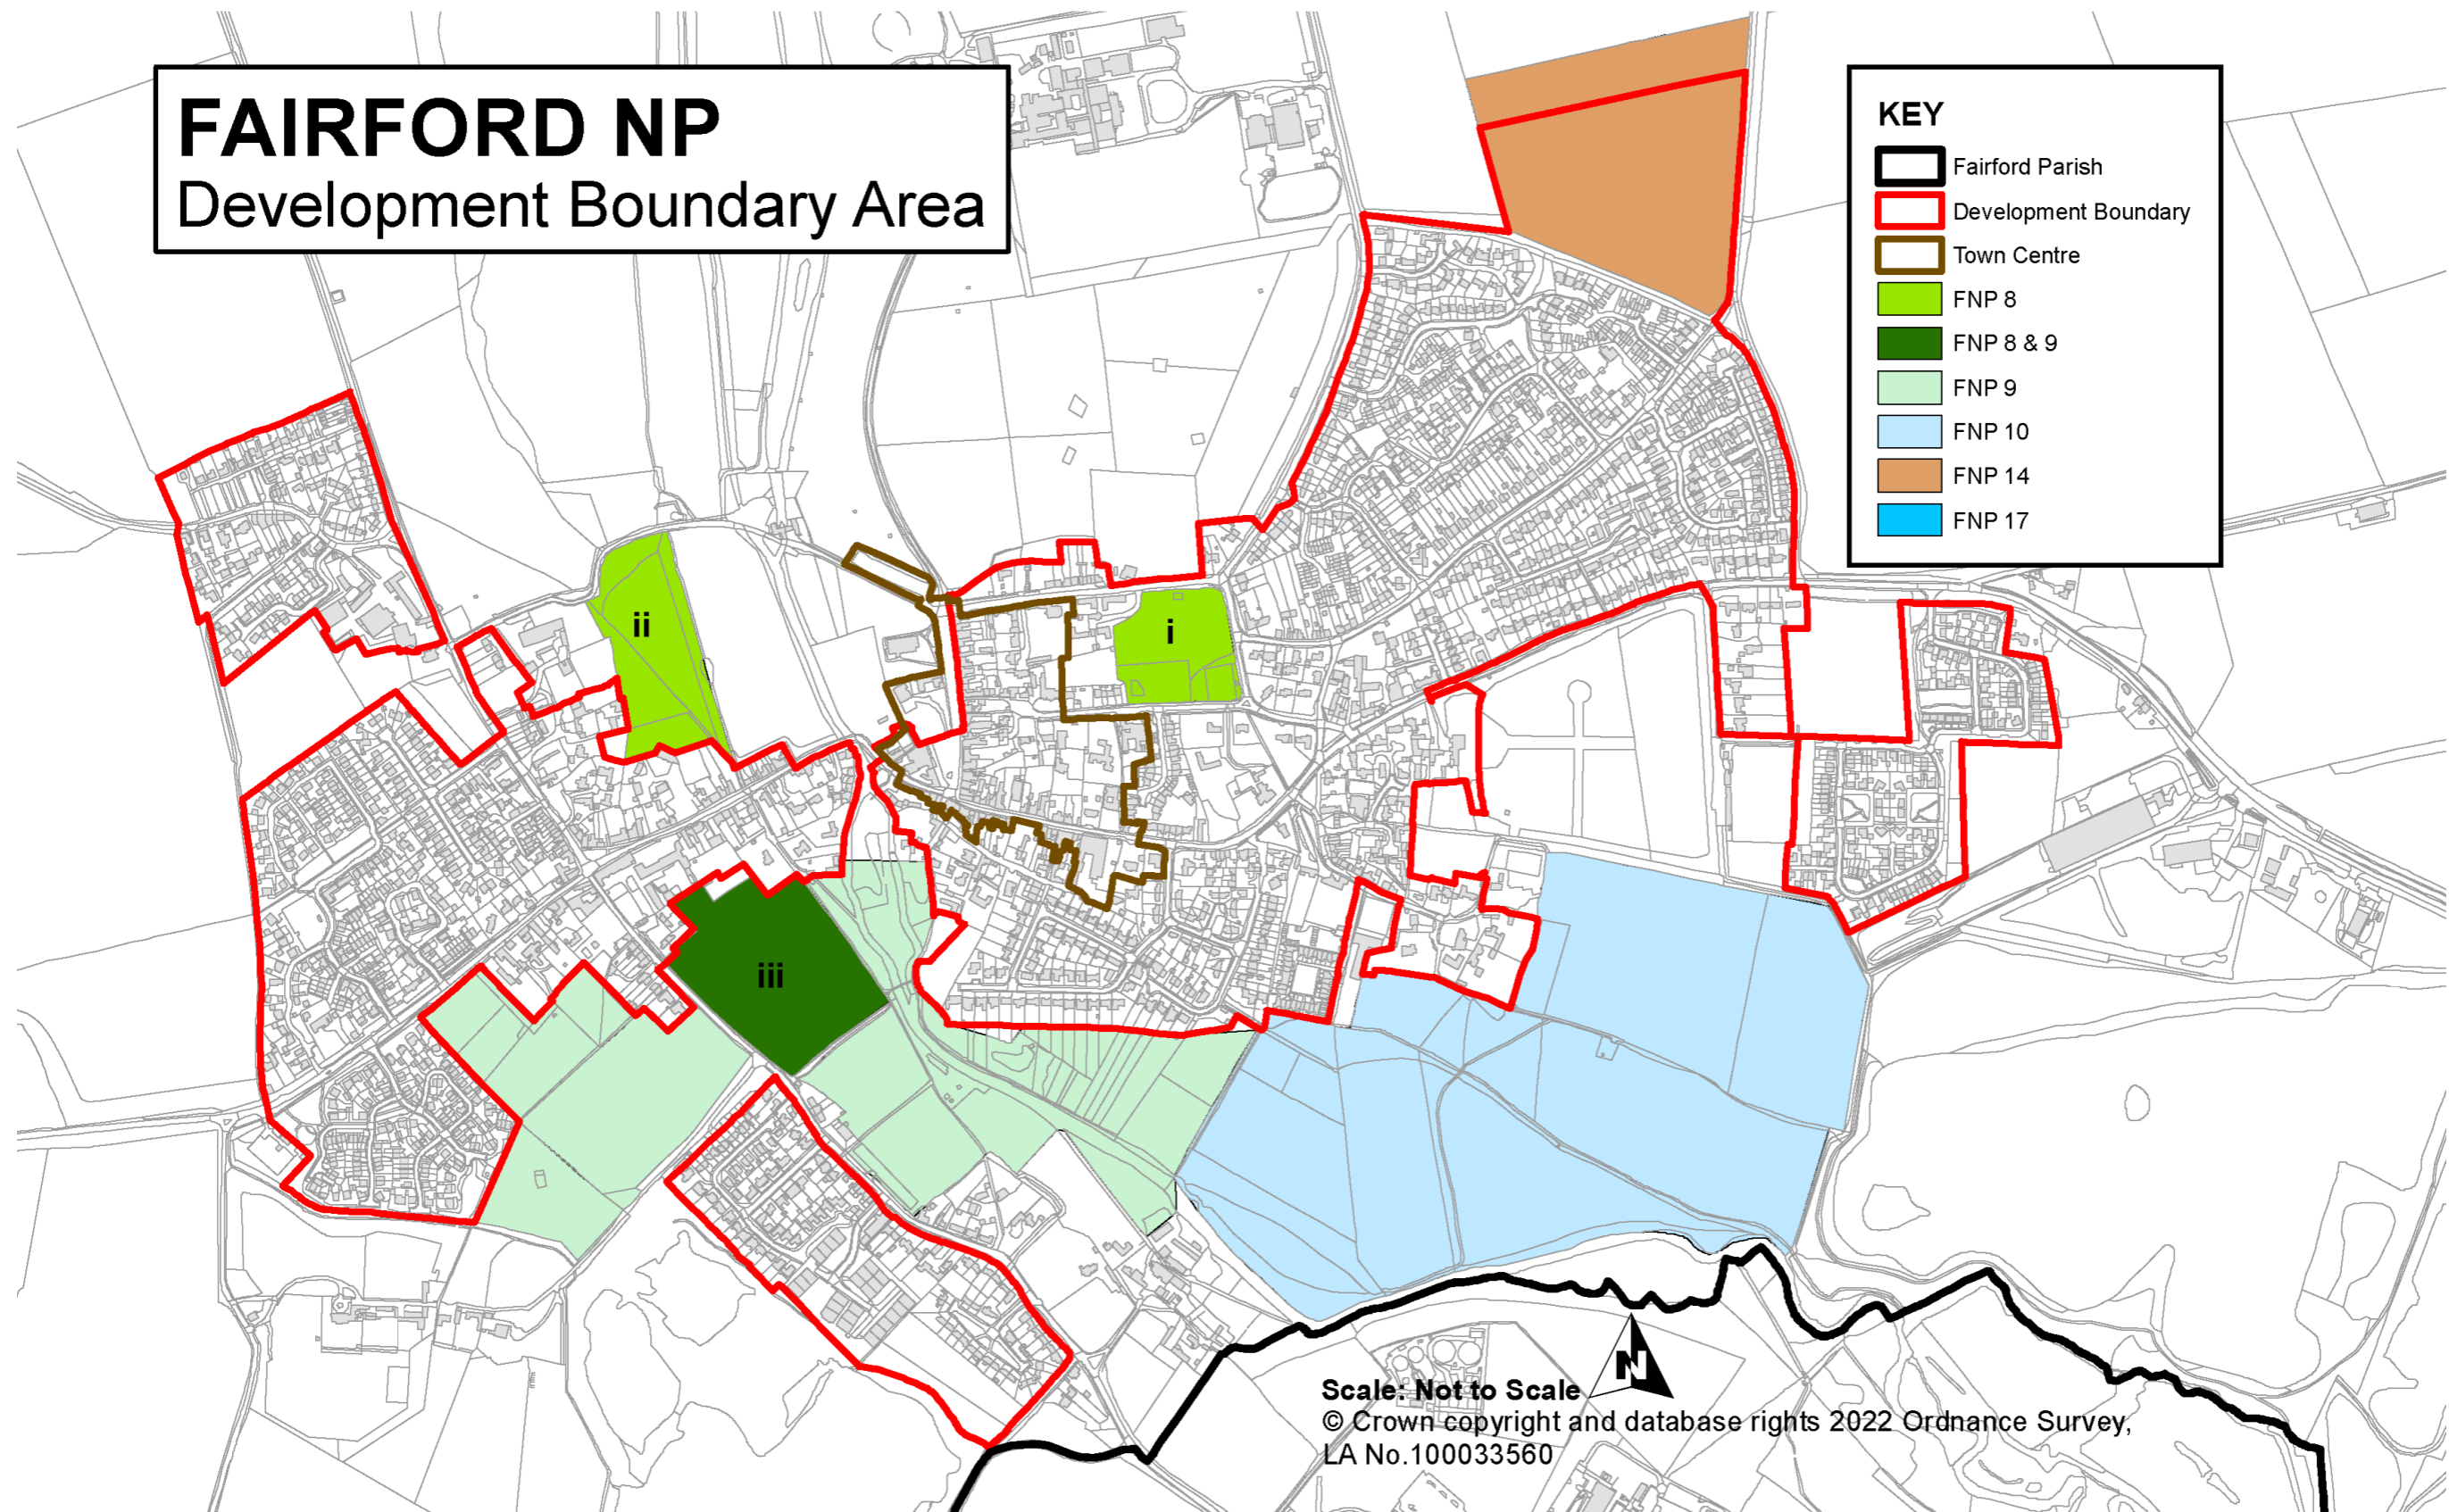 FAIRFORD NP
Development Boundary Area
KEY
Fairford Parish
Development Boundary
Town Centre
FNP 8
FNP 8 & 9
FNP 9
FNP 10
FNP 14
FNP 17
ii
i
iii
N
Scale: Not to Scale
© Crown copyright and database rights 2022 Ordnance Survey,
LA No.100033560